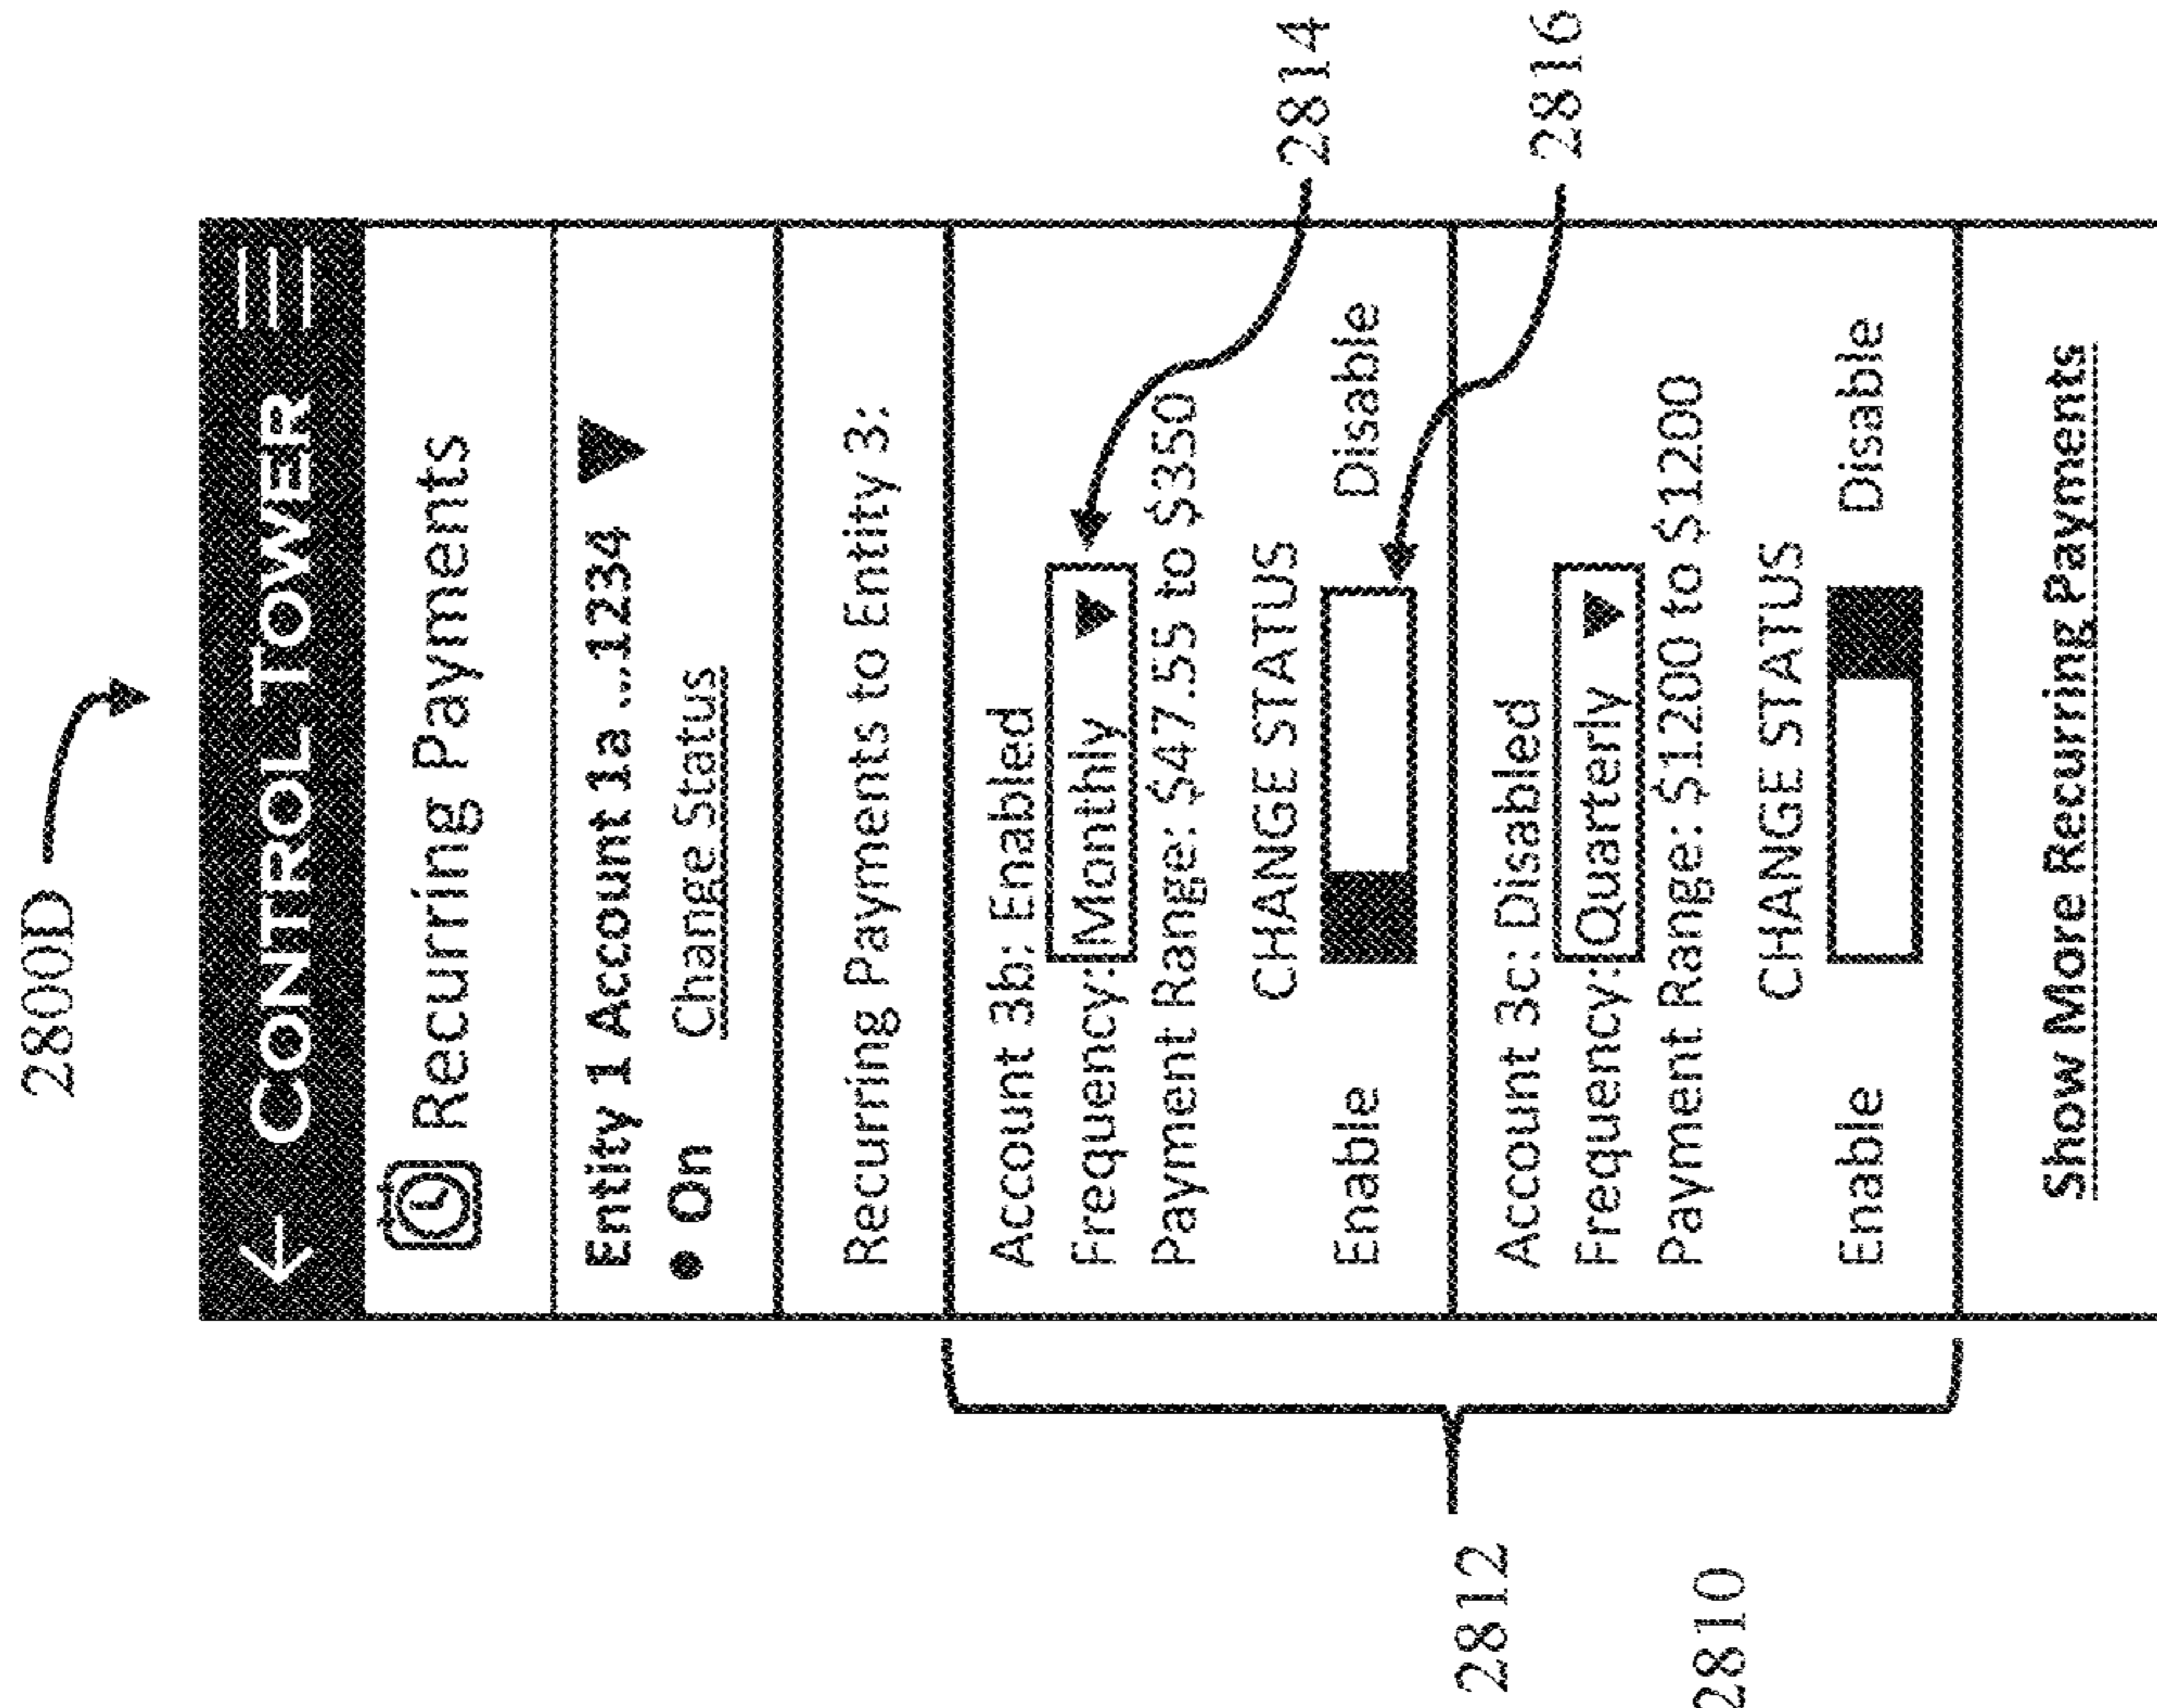 2800D
CONTROL TOWER
Recurring Payments
Entity 1 Account 1a ...1234
On Change Status
Recurring Payments to Entity 3:
Account 3b: Enabled
Frequency: Monthly
2814
Payment Range: $47.55 to $350
CHANGE STATUS
Enable Disable
2816
2812
Account 3c: Disabled
Frequency: Quarterly
Payment Range: $1200 to $1200
2810
CHANGE STATUS
Enable Disable
Show More Recurring Payments